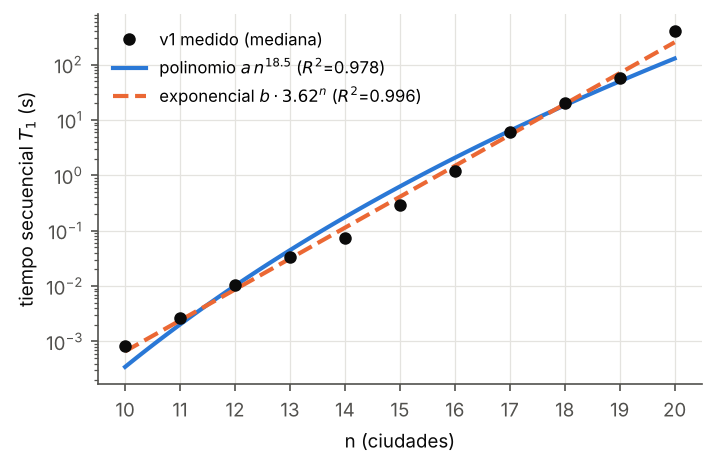 v1 medido (mediana)
polinomio a n^18.5 (R^2=0.978)
exponencial b · 3.62^n (R^2=0.996)
tiempo secuencial T_1 (s)
10^2
10^1
10^0
10^−1
10^−2
10^−3
10 11 12 13 14 15 16 17 18 19 20
n (ciudades)